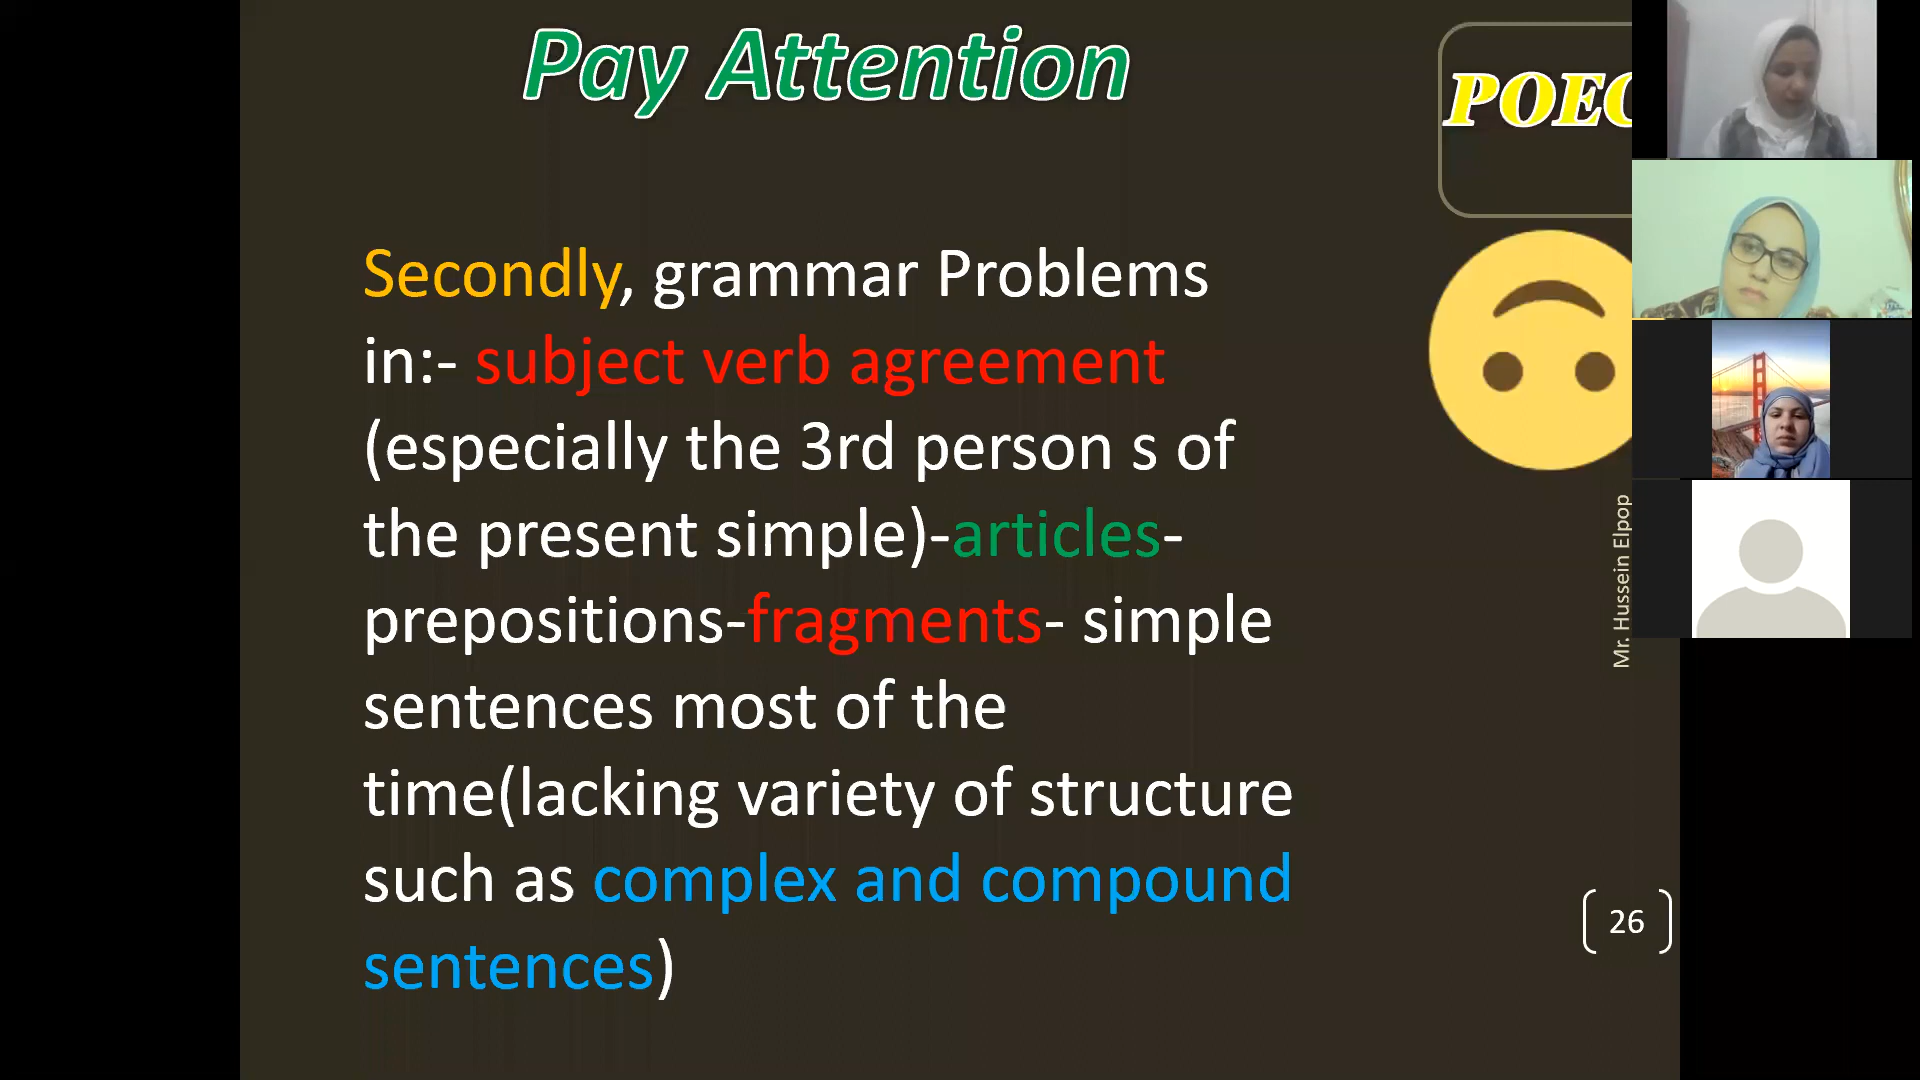 Pay Attention
POEC
Secondly, grammar Problems
in:- subject verb agreement
(especially the 3rd person s of
the present simple)-articles-
prepositions-fragments- simple
sentences most of the
time(lacking variety of structure
such as complex and compound
sentences)
Mr. Hussein Elpop
26